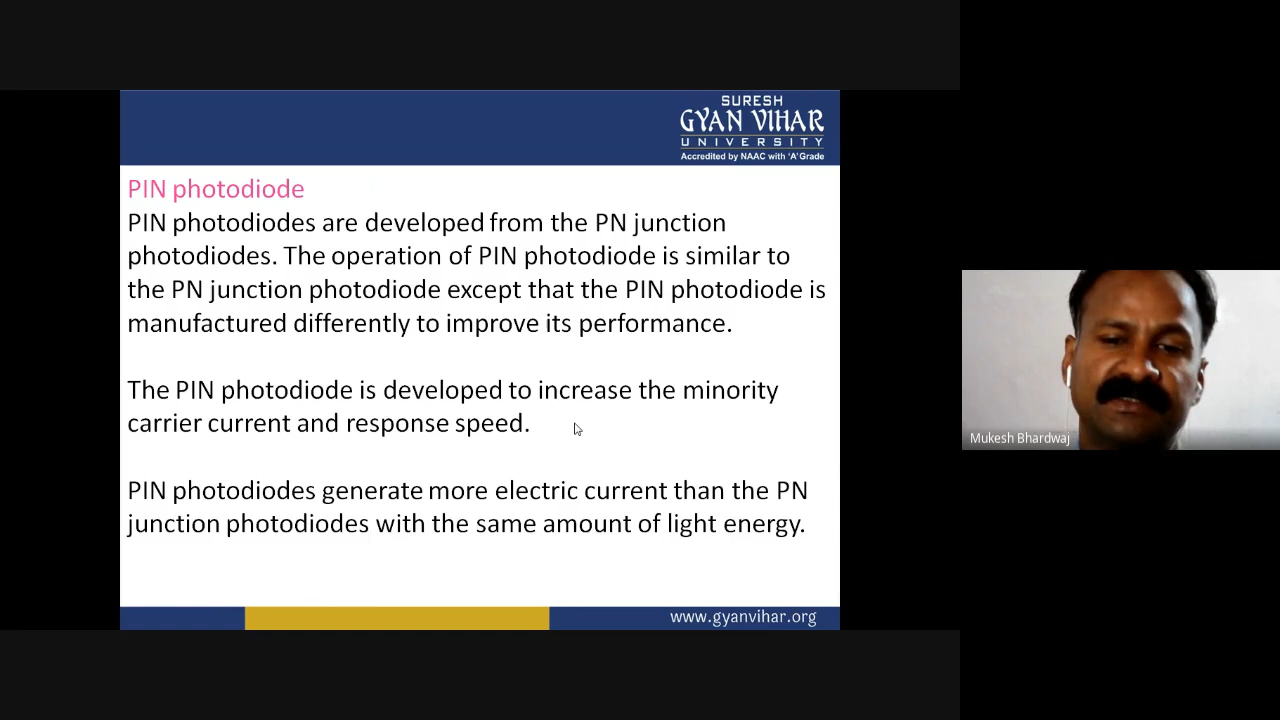 SURESH
GYAN VIHAR
UNIVERSITY
Accredited by NAAC with 'A' Grade
PIN photodiode
PIN photodiodes are developed from the PN junction
photodiodes. The operation of PIN photodiode is similar to
the PN junction photodiode except that the PIN photodiode is
manufactured differently to improve its performance.
The PIN photodiode is developed to increase the minority
carrier current and response speed.
PIN photodiodes generate more electric current than the PN
junction photodiodes with the same amount of light energy.
www.gyanvihar.org
Mukesh Bhardwaj